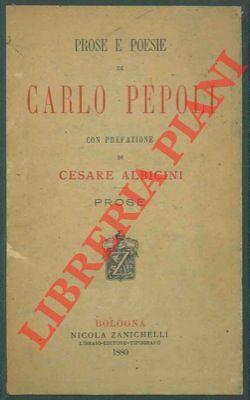 PROSE E POESIE
DI
CARLO PEPOLI
CON PREFAZIONE
DI
CESARE ALBICINI
PROSE
Z
BOLOGNA
NICOLA ZANICHELLI
LIBRAIO-EDITORE-TIPOGRAFO
1880
LIBRERIA PIANI